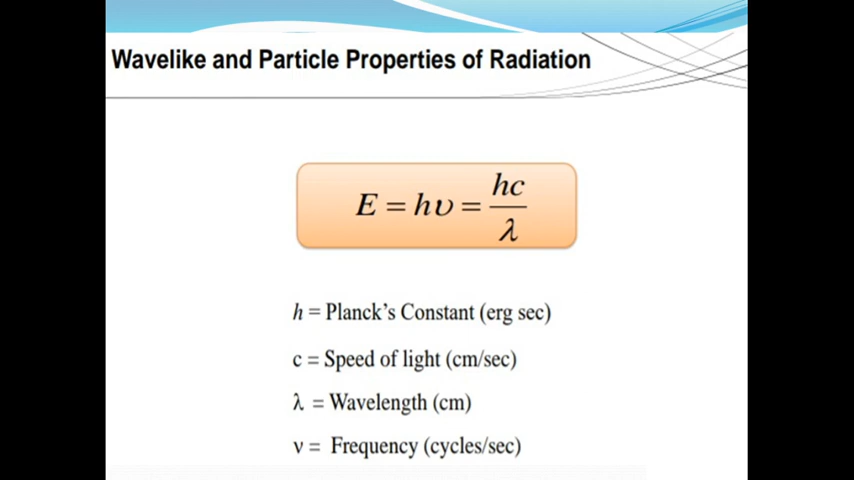 Wavelike and Particle Properties of Radiation
E = hυ = hc/λ
h = Planck's Constant (erg sec)
c = Speed of light (cm/sec)
λ = Wavelength (cm)
ν = Frequency (cycles/sec)